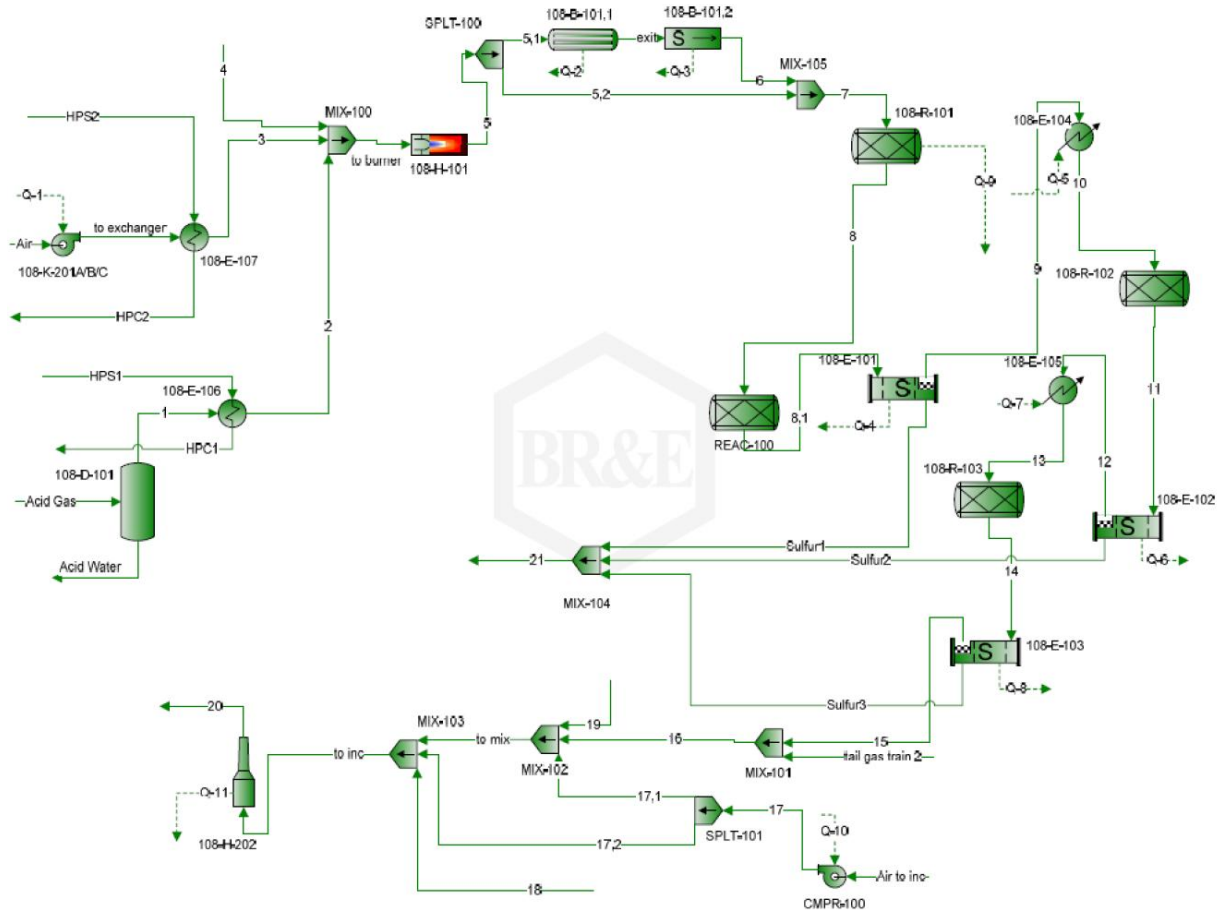 SPLT-100
5,1
108-B-101,1
exit
108-B-101,2
S
Q-2
Q-3
6
MIX-105
7
5,2
4
HPS2
MIX-100
3
to burner
5
108-H-101
108-R-101
108-E-104
Q-9
Q-5
10
Q-1
to exchanger
Air
108-K-201A/B/C
108-E-107
HPC2
2
8
9
108-R-102
HPS1
108-E-106
1
HPC1
108-D-101
Acid Gas
Acid Water
108-E-101
S
108-E-105
Q-7
11
BR&E
REAC-100
8,1
Q-4
108-R-103
13
12
108-E-102
S
Q-6
Sulfur1
21
Sulfur2
MIX-104
14
108-E-103
S
Q-8
Sulfur3
20
MIX-103
19
to mix
16
15
to inc
MIX-102
MIX-101
tail gas train 2
Q-11
17,1
17
SPLT-101
Q-10
108-H-202
17,2
Air to inc
18
CMPR-100